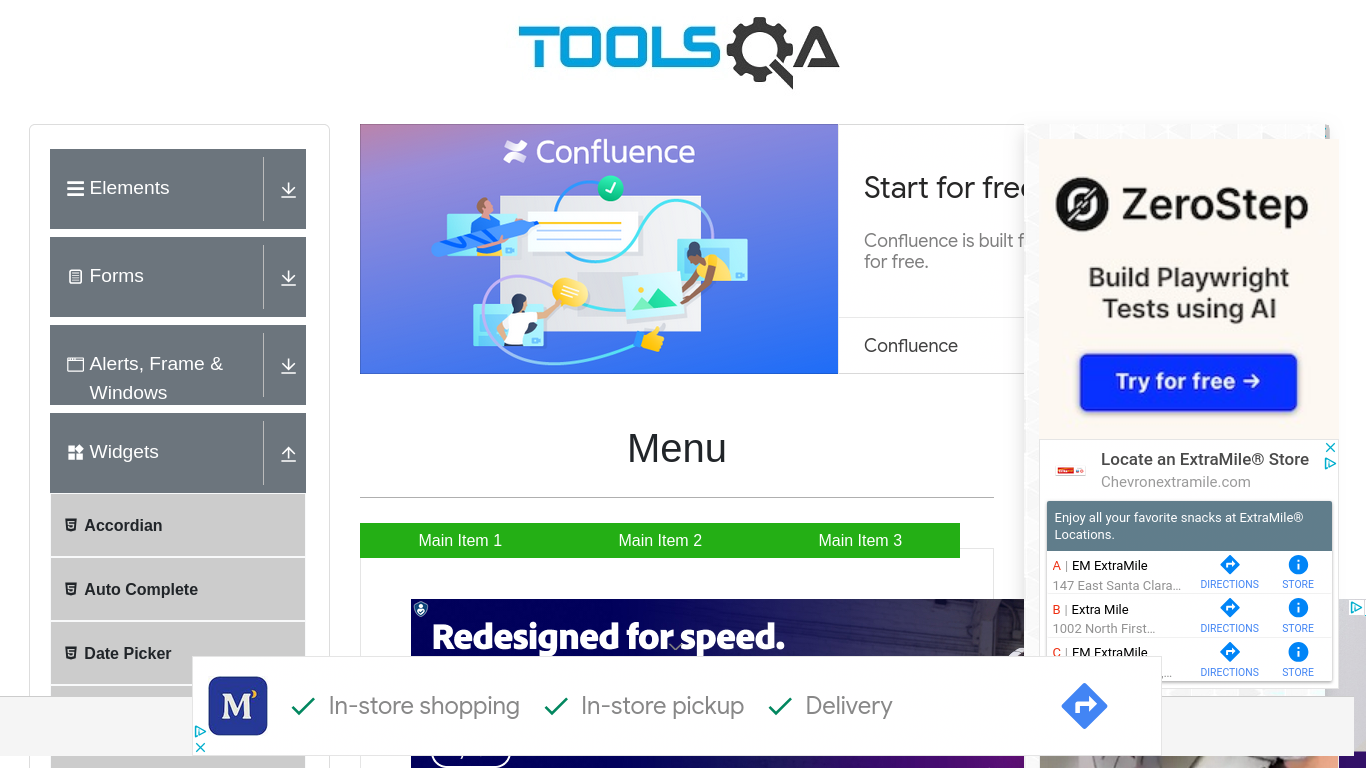 TOOLSQA
Elements
Forms
Alerts, Frame &
Windows
Widgets
Accordian
Auto Complete
Date Picker
Confluence
Start for free
Confluence is built f
for free.
Confluence
Menu
Main Item 1
Main Item 2
Main Item 3
Redesigned for speed.
ZeroStep
Build Playwright
Tests using AI
Try for free →
Locate an ExtraMile® Store
Chevronextramile.com
Enjoy all your favorite snacks at ExtraMile®
Locations.
A | EM ExtraMile
147 East Santa Clara...
DIRECTIONS
STORE
B | Extra Mile
1002 North First...
DIRECTIONS
STORE
C | EM ExtraMile
DIRECTIONS
STORE
M
In-store shopping
In-store pickup
Delivery